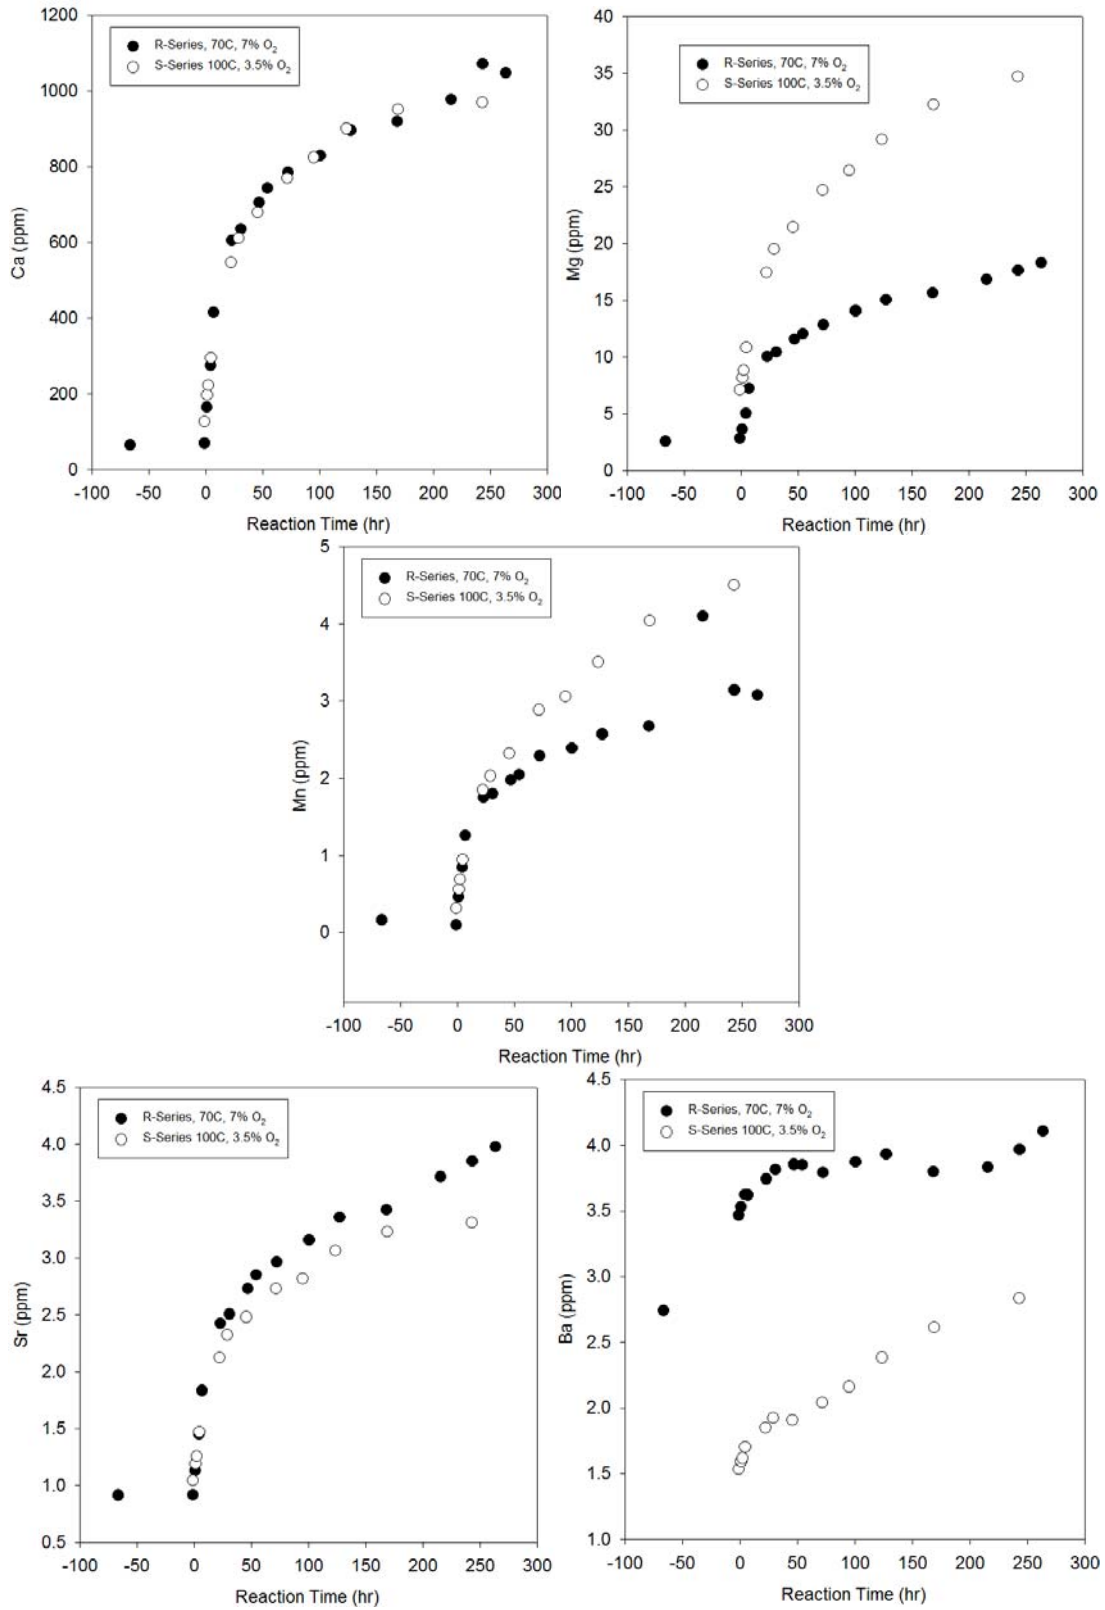 1200
1000
800
600
400
200
0
Ca (ppm)
R-Series, 70C, 7% O2
S-Series 100C, 3.5% O2
-100 -50 0 50 100 150 200 250 300
Reaction Time (hr)
40
35
30
25
20
15
10
5
0
Mg (ppm)
R-Series, 70C, 7% O2
S-Series 100C, 3.5% O2
-100 -50 0 50 100 150 200 250 300
Reaction Time (hr)
5
4
3
2
1
0
Mn (ppm)
R-Series, 70C, 7% O2
S-Series 100C, 3.5% O2
-100 -50 0 50 100 150 200 250 300
Reaction Time (hr)
4.5
4.0
3.5
3.0
2.5
2.0
1.5
1.0
0.5
Sr (ppm)
R-Series, 70C, 7% O2
S-Series 100C, 3.5% O2
-100 -50 0 50 100 150 200 250 300
Reaction Time (hr)
4.5
4.0
3.5
3.0
2.5
2.0
1.5
1.0
Ba (ppm)
R-Series, 70C, 7% O2
S-Series 100C, 3.5% O2
-100 -50 0 50 100 150 200 250 300
Reaction Time (hr)